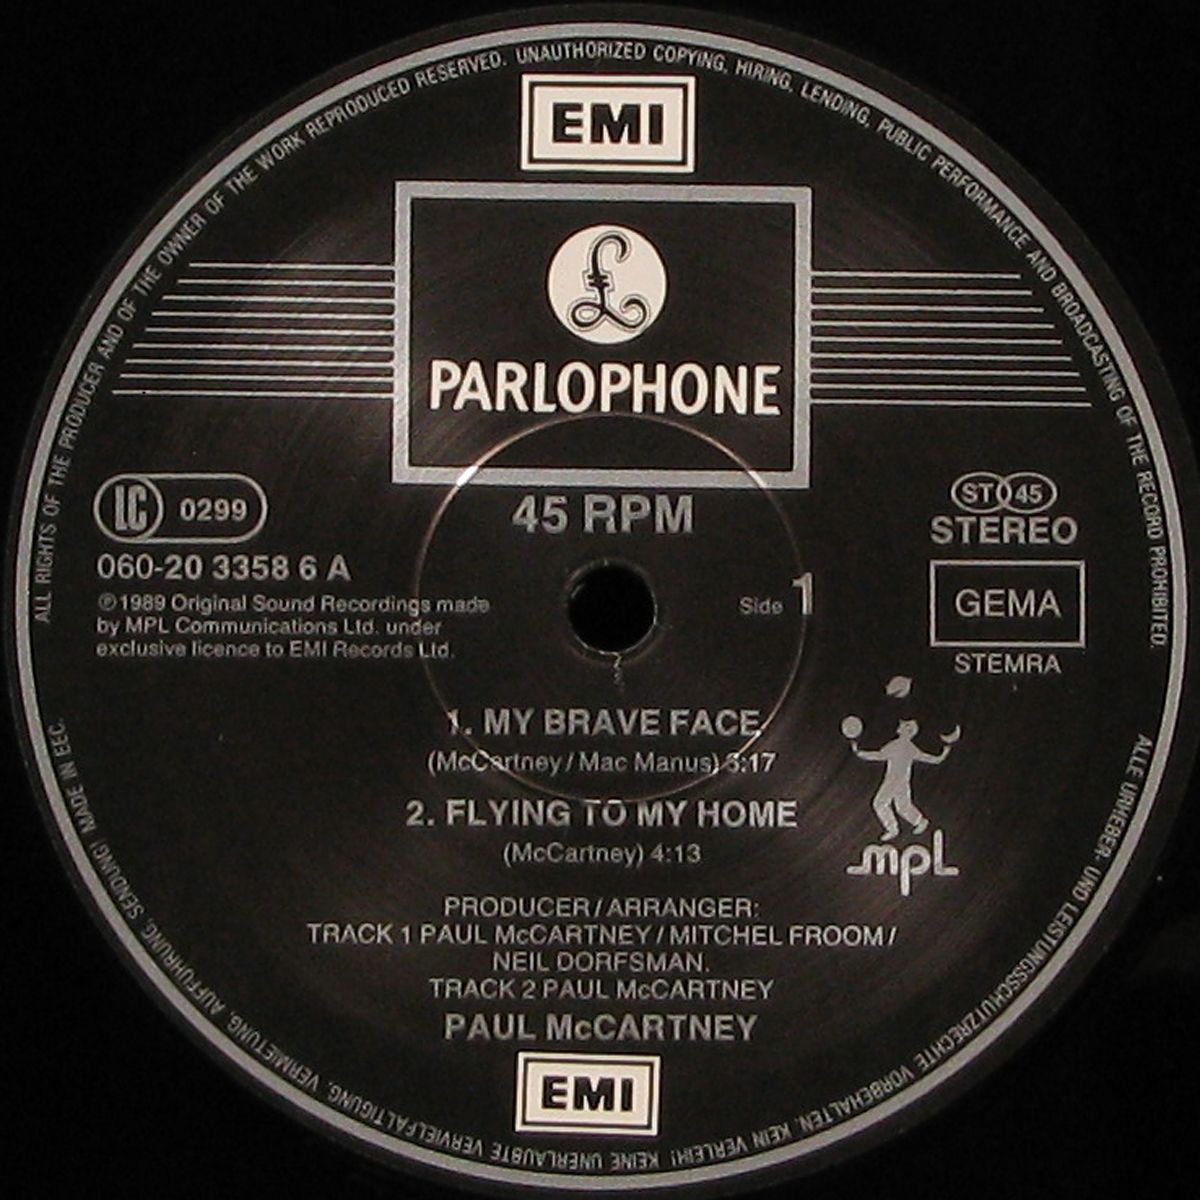 ALL RIGHTS OF THE PRODUCER AND OF THE OWNER OF THE WORK REPRODUCED RESERVED. UNAUTHORIZED COPYING, HIRING, LENDING, PUBLIC PERFORMANCE AND BROADCASTING OF THE RECORD PROHIBITED.
EMI
£
PARLOPHONE
LC 0299
45 RPM
ST 45
STEREO
060-20 3358 6 A
℗ 1989 Original Sound Recordings made
by MPL Communications Ltd. under
exclusive licence to EMI Records Ltd.
Side 1
GEMA
STEMRA
1. MY BRAVE FACE
(McCartney / Mac Manus) 3:17
2. FLYING TO MY HOME
(McCartney) 4:13
mpL
PRODUCER / ARRANGER:
TRACK 1 PAUL McCARTNEY / MITCHEL FROOM /
NEIL DORFSMAN.
TRACK 2 PAUL McCARTNEY
PAUL McCARTNEY
EMI
ALLE URHEBER- UND LEISTUNGSSCHUTZRECHTE VORBEHALTEN. KEIN VERLEIH! KEINE UNERLAUBTE VERVIELFÄLTIGUNG, VERMIETUNG, AUFFÜHRUNG, SENDUNG! MADE IN EEC.